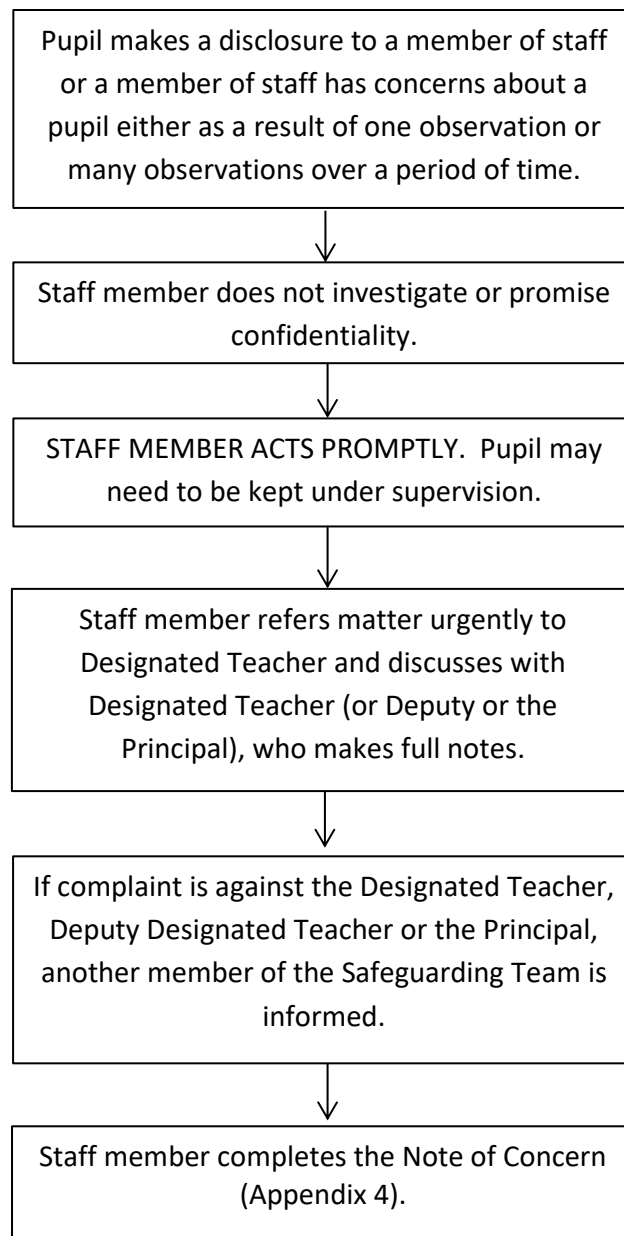 Pupil makes a disclosure to a member of staff
or a member of staff has concerns about a
pupil either as a result of one observation or
many observations over a period of time.
Staff member does not investigate or promise
confidentiality.
STAFF MEMBER ACTS PROMPTLY.  Pupil may
need to be kept under supervision.
Staff member refers matter urgently to
Designated Teacher and discusses with
Designated Teacher (or Deputy or the
Principal), who makes full notes.
If complaint is against the Designated Teacher,
Deputy Designated Teacher or the Principal,
another member of the Safeguarding Team is
informed.
Staff member completes the Note of Concern
(Appendix 4).